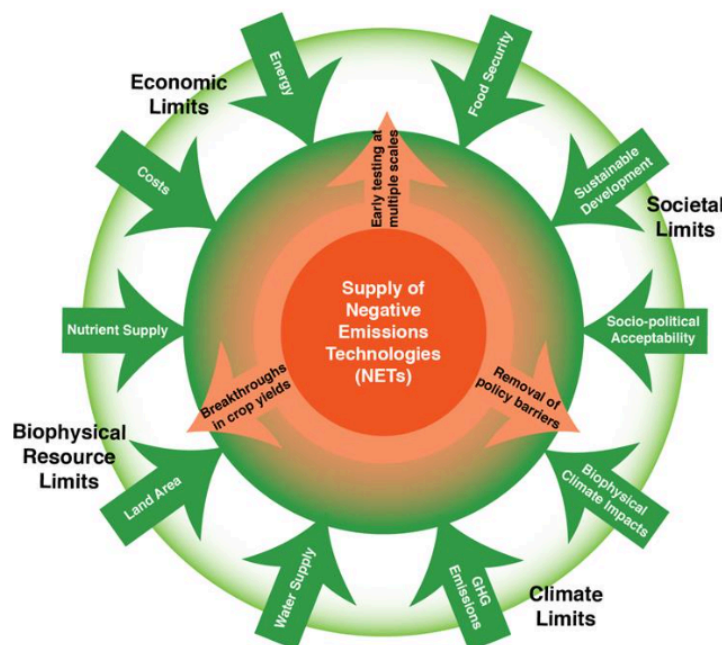 Economic
Limits
Energy
Food Security
Costs
Early testing at
multiple scales
Sustainable
Development
Societal
Limits
Supply of
Negative
Emissions
Technologies
(NETs)
Nutrient Supply
Socio-political
Acceptability
Breakthroughs
in crop yields
Removal of
policy barriers
Biophysical
Resource
Limits
Land Area
Biophysical
Climate Impacts
Water Supply
GHG
Emissions
Climate
Limits